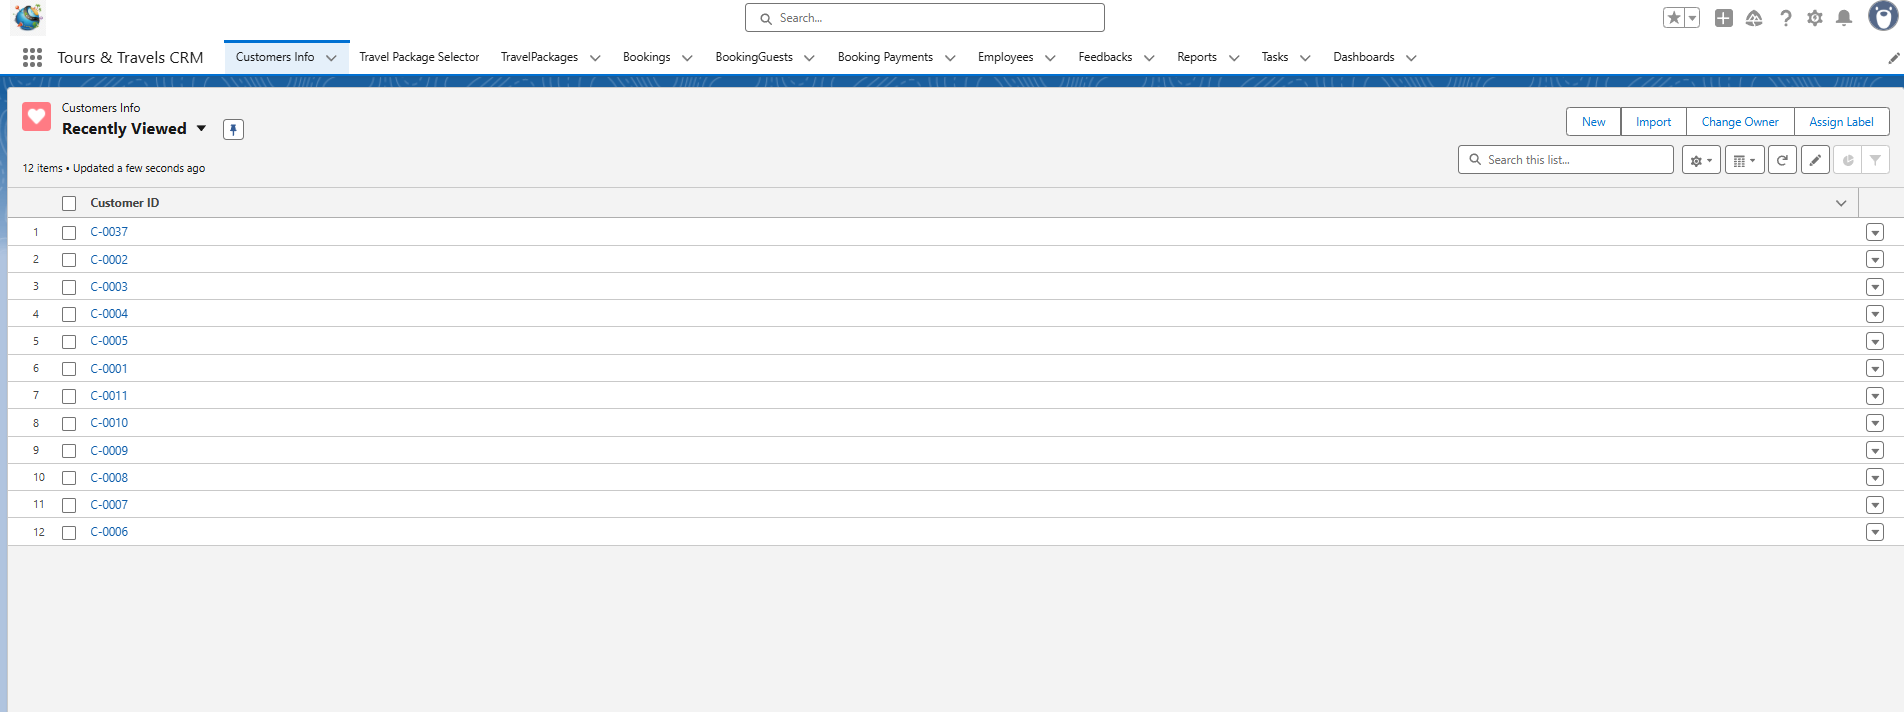 Search...
Tours & Travels CRM
Customers Info
Travel Package Selector
TravelPackages
Bookings
BookingGuests
Booking Payments
Employees
Feedbacks
Reports
Tasks
Dashboards
Customers Info
Recently Viewed
New
Import
Change Owner
Assign Label
12 items • Updated a few seconds ago
Search this list...
Customer ID
1 C-0037
2 C-0002
3 C-0003
4 C-0004
5 C-0005
6 C-0001
7 C-0011
8 C-0010
9 C-0009
10 C-0008
11 C-0007
12 C-0006